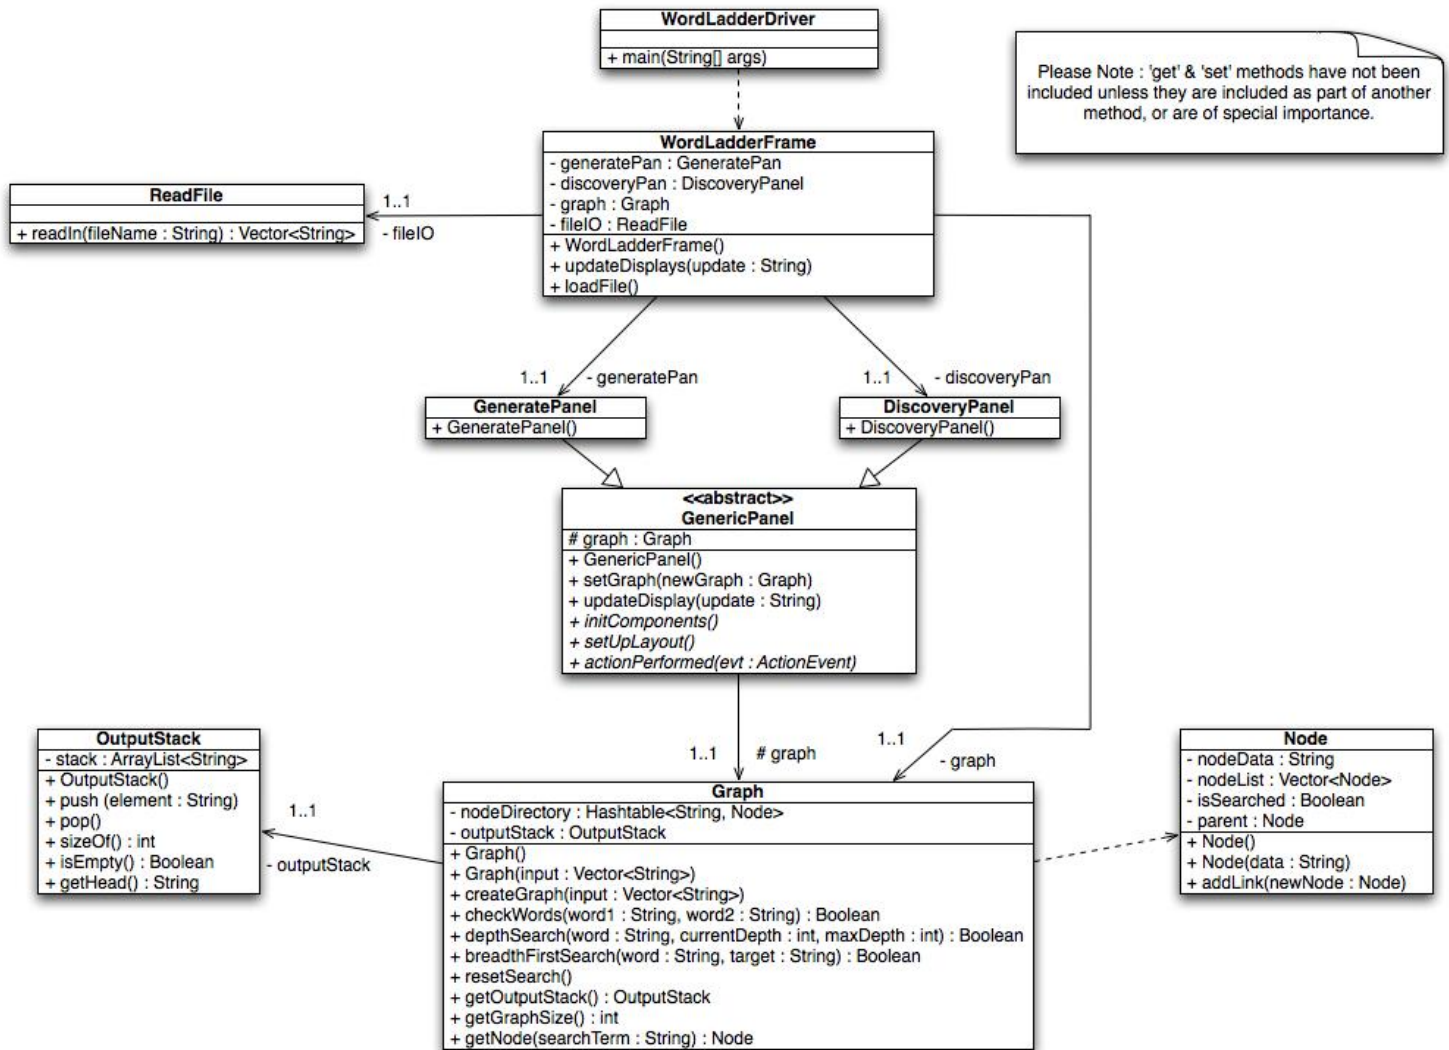 WordLadderDriver
+ main(String[] args)
Please Note : 'get' & 'set' methods have not been
included unless they are included as part of another
method, or are of special importance.
WordLadderFrame
- generatePan : GeneratePan
- discoveryPan : DiscoveryPanel
- graph : Graph
- fileIO : ReadFile
+ WordLadderFrame()
+ updateDisplays(update : String)
+ loadFile()
ReadFile
+ readIn(fileName : String) : Vector<String>
1..1
- fileIO
1..1
- generatePan
1..1
- discoveryPan
GeneratePanel
+ GeneratePanel()
DiscoveryPanel
+ DiscoveryPanel()
<<abstract>>
GenericPanel
# graph : Graph
+ GenericPanel()
+ setGraph(newGraph : Graph)
+ updateDisplay(update : String)
+ initComponents()
+ setUpLayout()
+ actionPerformed(evt : ActionEvent)
1..1
# graph
1..1
- graph
OutputStack
- stack : ArrayList<String>
+ OutputStack()
+ push (element : String)
+ pop()
+ sizeOf() : int
+ isEmpty() : Boolean
+ getHead() : String
1..1
- outputStack
Graph
- nodeDirectory : Hashtable<String, Node>
- outputStack : OutputStack
+ Graph()
+ Graph(input : Vector<String>)
+ createGraph(input : Vector<String>)
+ checkWords(word1 : String, word2 : String) : Boolean
+ depthSearch(word : String, currentDepth : int, maxDepth : int) : Boolean
+ breadthFirstSearch(word : String, target : String) : Boolean
+ resetSearch()
+ getOutputStack() : OutputStack
+ getGraphSize() : int
+ getNode(searchTerm : String) : Node
Node
- nodeData : String
- nodeList : Vector<Node>
- isSearched : Boolean
- parent : Node
+ Node()
+ Node(data : String)
+ addLink(newNode : Node)